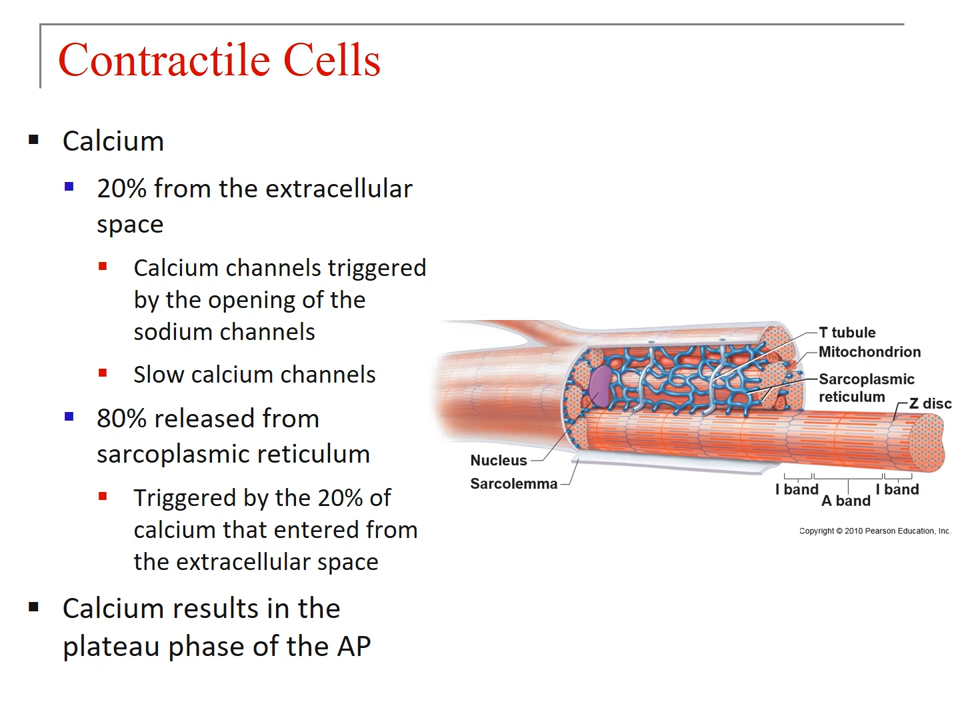 Contractile Cells
Calcium
20% from the extracellular
space
Calcium channels triggered
by the opening of the
sodium channels
Slow calcium channels
80% released from
sarcoplasmic reticulum
Triggered by the 20% of
calcium that entered from
the extracellular space
Calcium results in the
plateau phase of the AP
T tubule
Mitochondrion
Sarcoplasmic
reticulum
Z disc
Nucleus
Sarcolemma
I band
A band
I band
Copyright © 2010 Pearson Education, Inc.